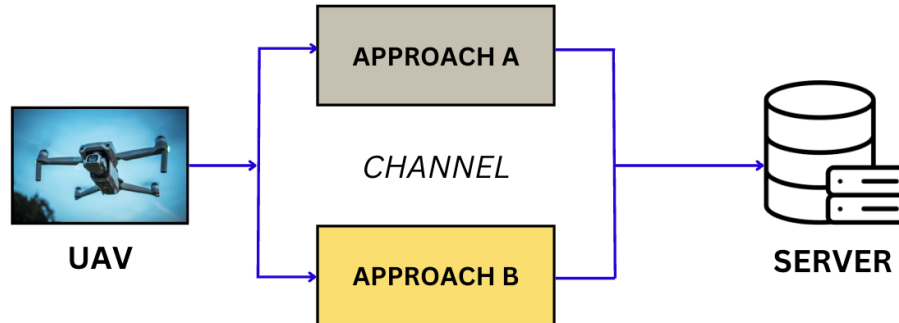 APPROACH A
CHANNEL
UAV
APPROACH B
SERVER